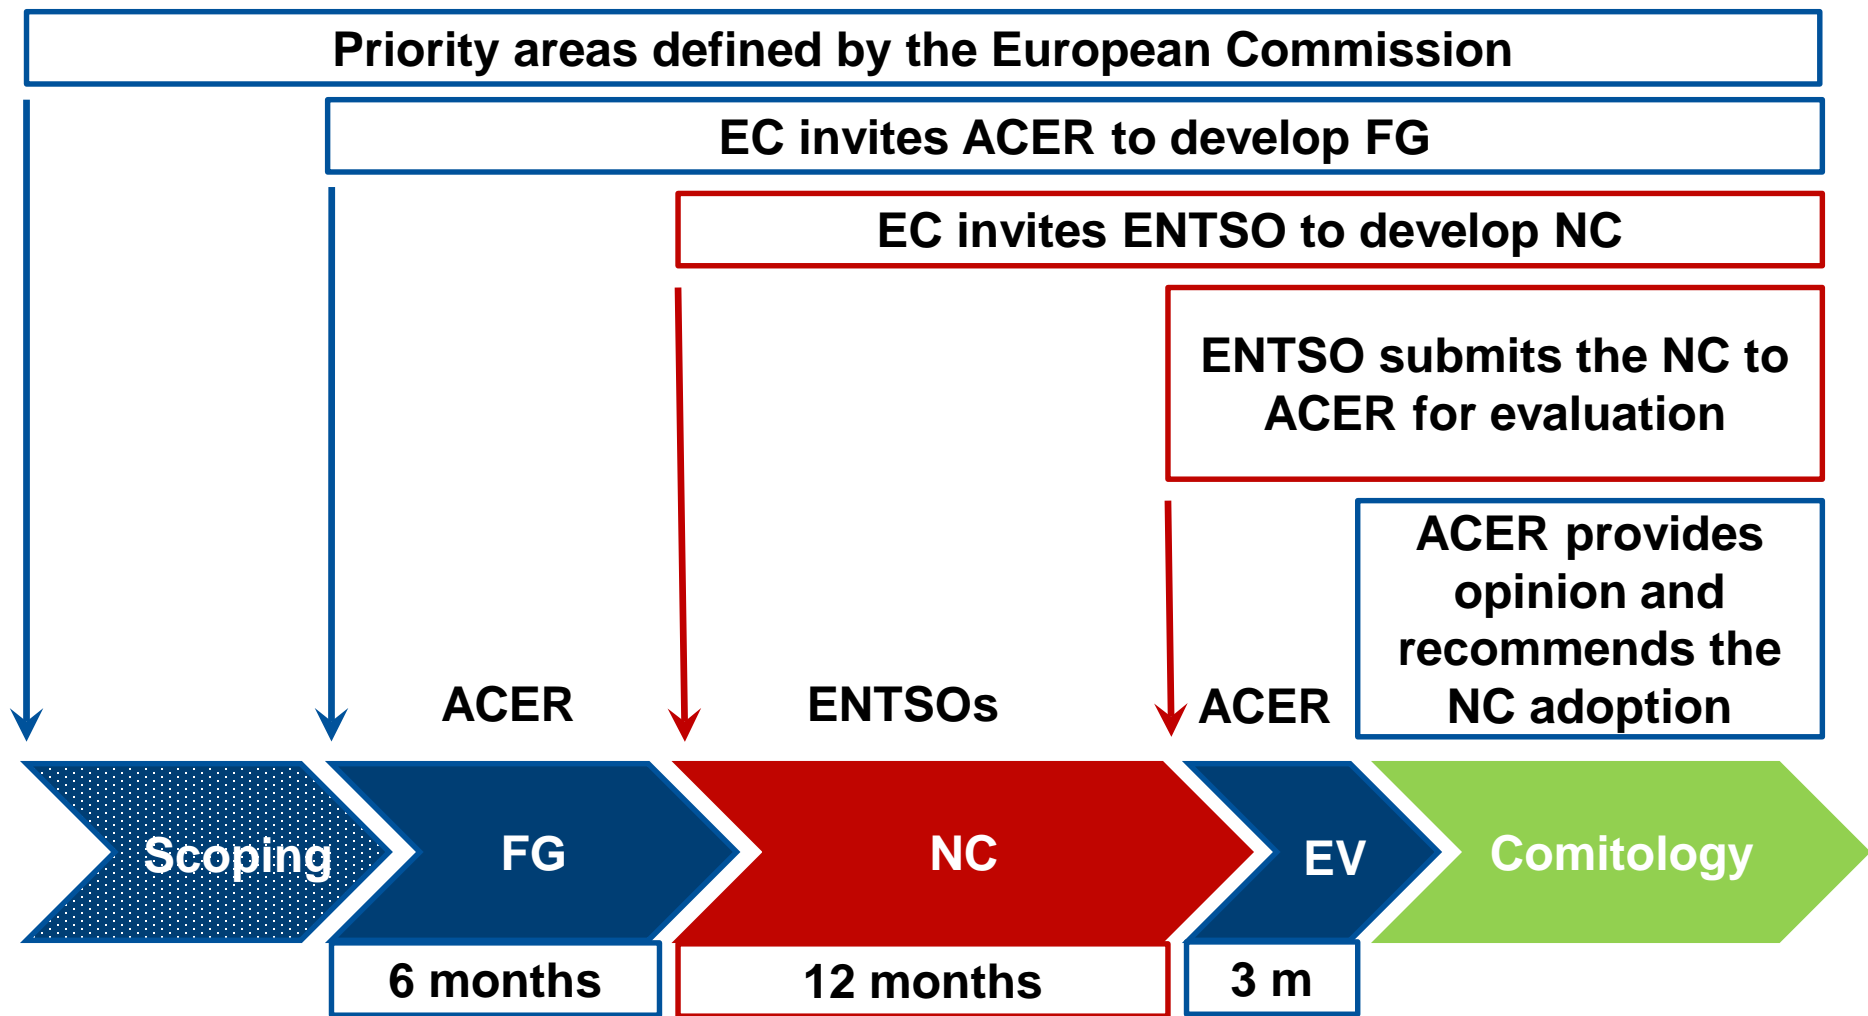 Priority areas defined by the European Commission
EC invites ACER to develop FG
EC invites ENTSO to develop NC
ENTSO submits the NC to
ACER for evaluation
ACER provides
opinion and
recommends the
NC adoption
ACER
ENTSOs
ACER
Scoping
FG
NC
EV
Comitology
6 months
12 months
3 m